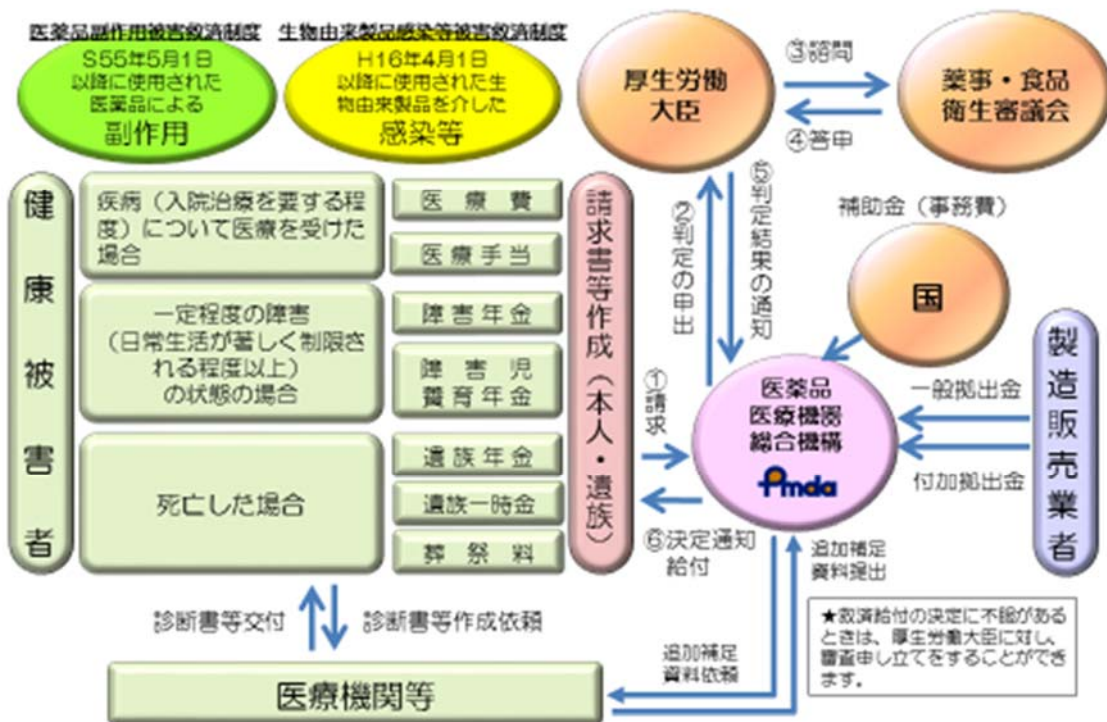 医薬品副作用被害救済制度
生物由来製品感染等被害救済制度
S55年5月1日
以降に使用された
医薬品による
副作用
H16年4月1日
以降に使用された生
物由来製品を介した
感染等
厚生労働
大臣
③諮問
④答申
薬事・食品
衛生審議会
健康被害者
疾病（入院治療を要する程
度）について医療を受けた
場合
医療費
医療手当
一定程度の障害
（日常生活が著しく制限さ
れる程度以上）
の状態の場合
障害年金
障害児
養育年金
死亡した場合
遺族年金
遺族一時金
葬祭料
請求書等作成（本人・遺族）
②判定の申出
⑤判定結果の通知
補助金（事務費）
国
①請求
医薬品
医療機器
総合機構
Pmda
一般拠出金
付加拠出金
製造販売業者
⑥決定通知
給付
追加補足
資料提出
診断書等交付
診断書等作成依頼
追加補足
資料依頼
★救済給付の決定に不服がある
ときは、厚生労働大臣に対し、
審査申し立てをすることができ
ます。
医療機関等